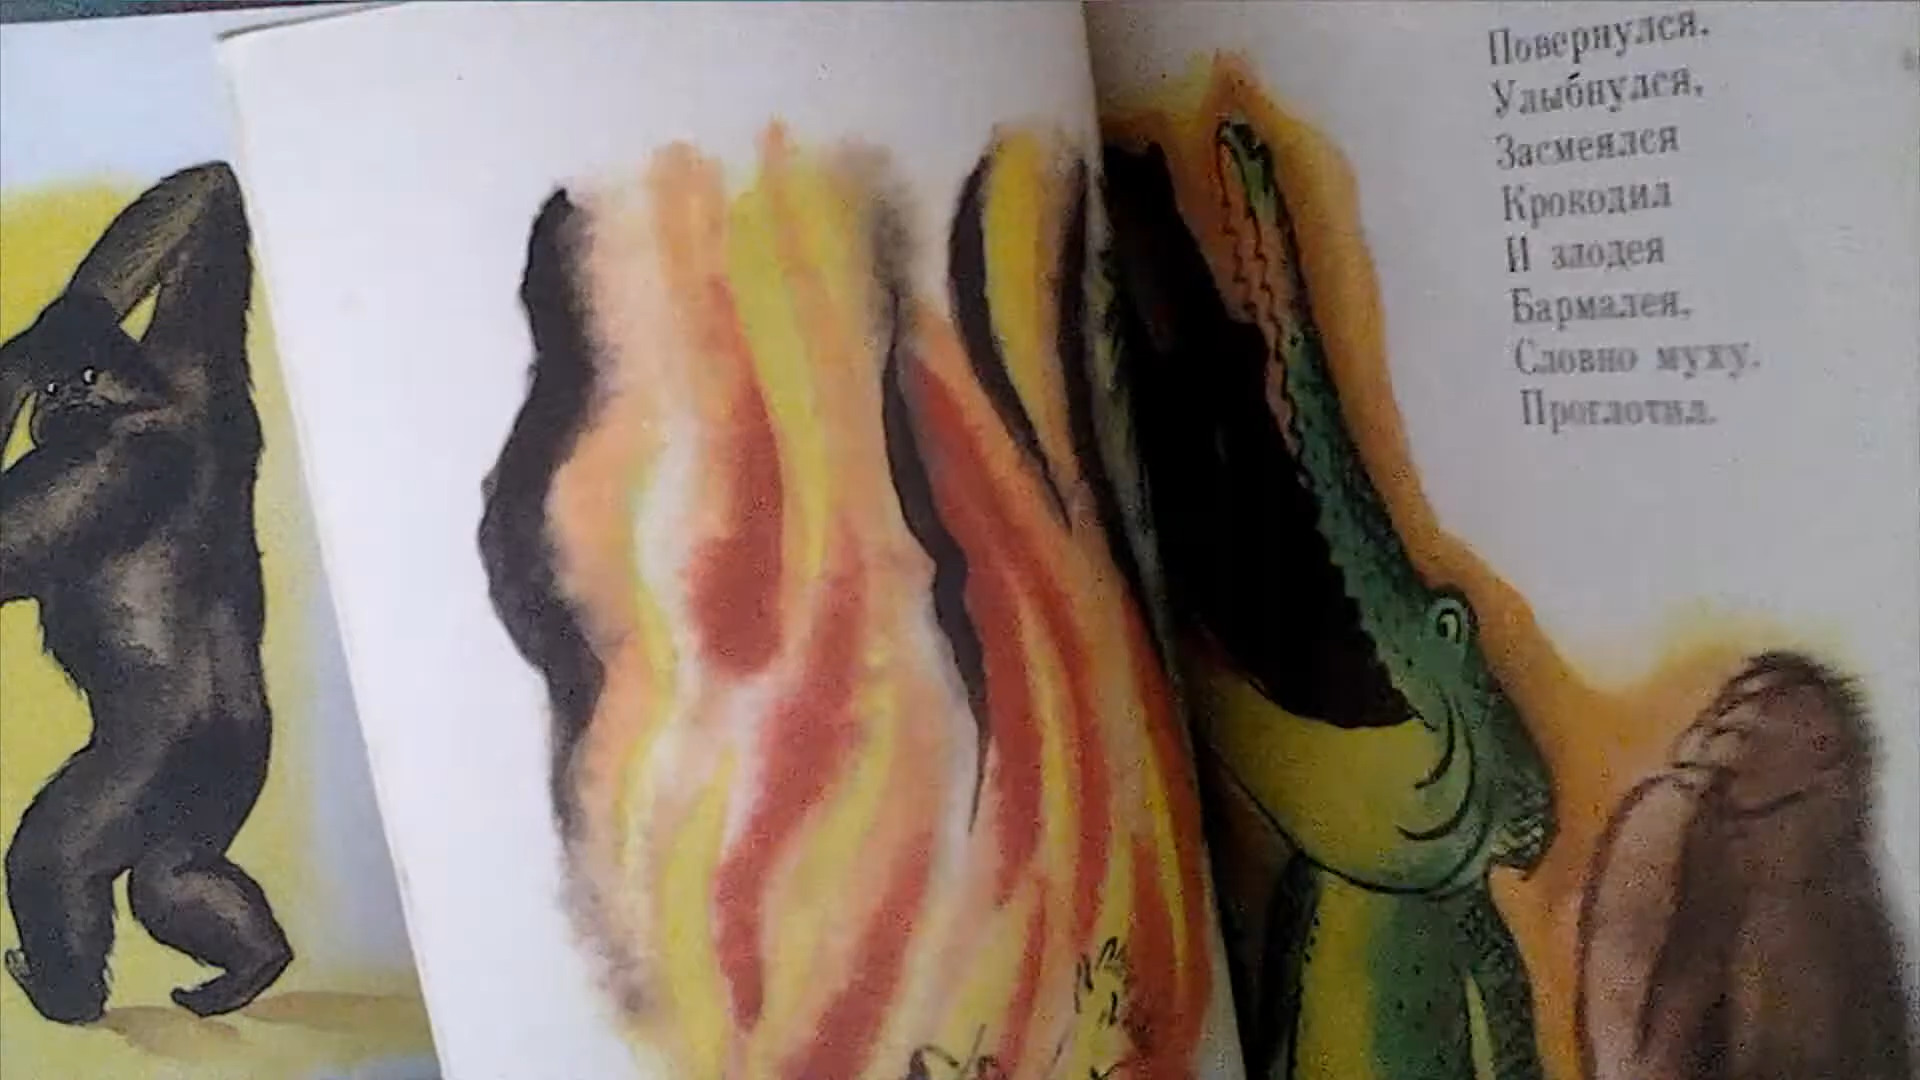 Повернулся,
Улыбнулся,
Засмеялся
Крокодил
И злодея
Бармалея,
Словно муху,
Проглотил.